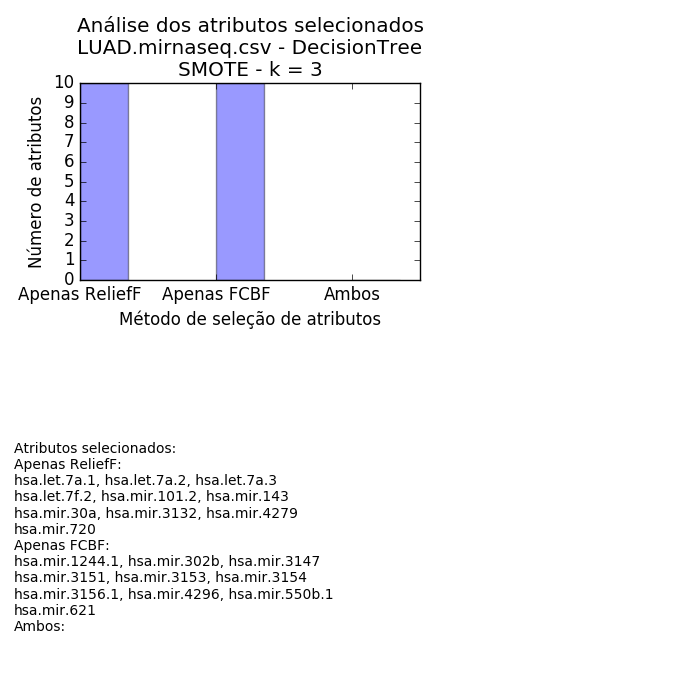 Análise dos atributos selecionados
LUAD.mirnaseq.csv - DecisionTree
SMOTE - k = 3
10
9
8
7
6
5
4
3
2
1
0
Número de atributos
Apenas ReliefF Apenas FCBF Ambos
Método de seleção de atributos
Atributos selecionados:
Apenas ReliefF:
hsa.let.7a.1, hsa.let.7a.2, hsa.let.7a.3
hsa.let.7f.2, hsa.mir.101.2, hsa.mir.143
hsa.mir.30a, hsa.mir.3132, hsa.mir.4279
hsa.mir.720
Apenas FCBF:
hsa.mir.1244.1, hsa.mir.302b, hsa.mir.3147
hsa.mir.3151, hsa.mir.3153, hsa.mir.3154
hsa.mir.3156.1, hsa.mir.4296, hsa.mir.550b.1
hsa.mir.621
Ambos: